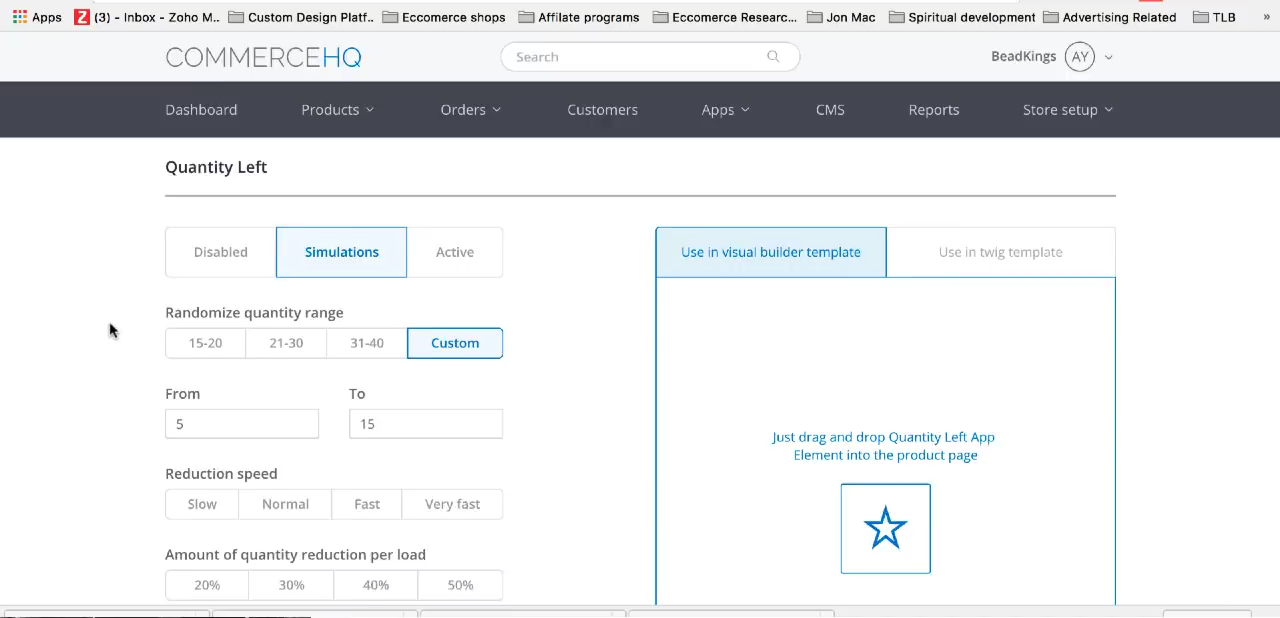 Apps (3) - Inbox - Zoho M.. Custom Design Platf.. Eccomerce shops Affilate programs Eccomerce Researc... Jon Mac Spiritual development Advertising Related TLB »
COMMERCEHQ Search BeadKings AY
Dashboard Products Orders Customers Apps CMS Reports Store setup
Quantity Left
Disabled Simulations Active
Use in visual builder template Use in twig template
Randomize quantity range
15-20 21-30 31-40 Custom
From To
5 15
Just drag and drop Quantity Left App
Element into the product page
Reduction speed
Slow Normal Fast Very fast
Amount of quantity reduction per load
20% 30% 40% 50%